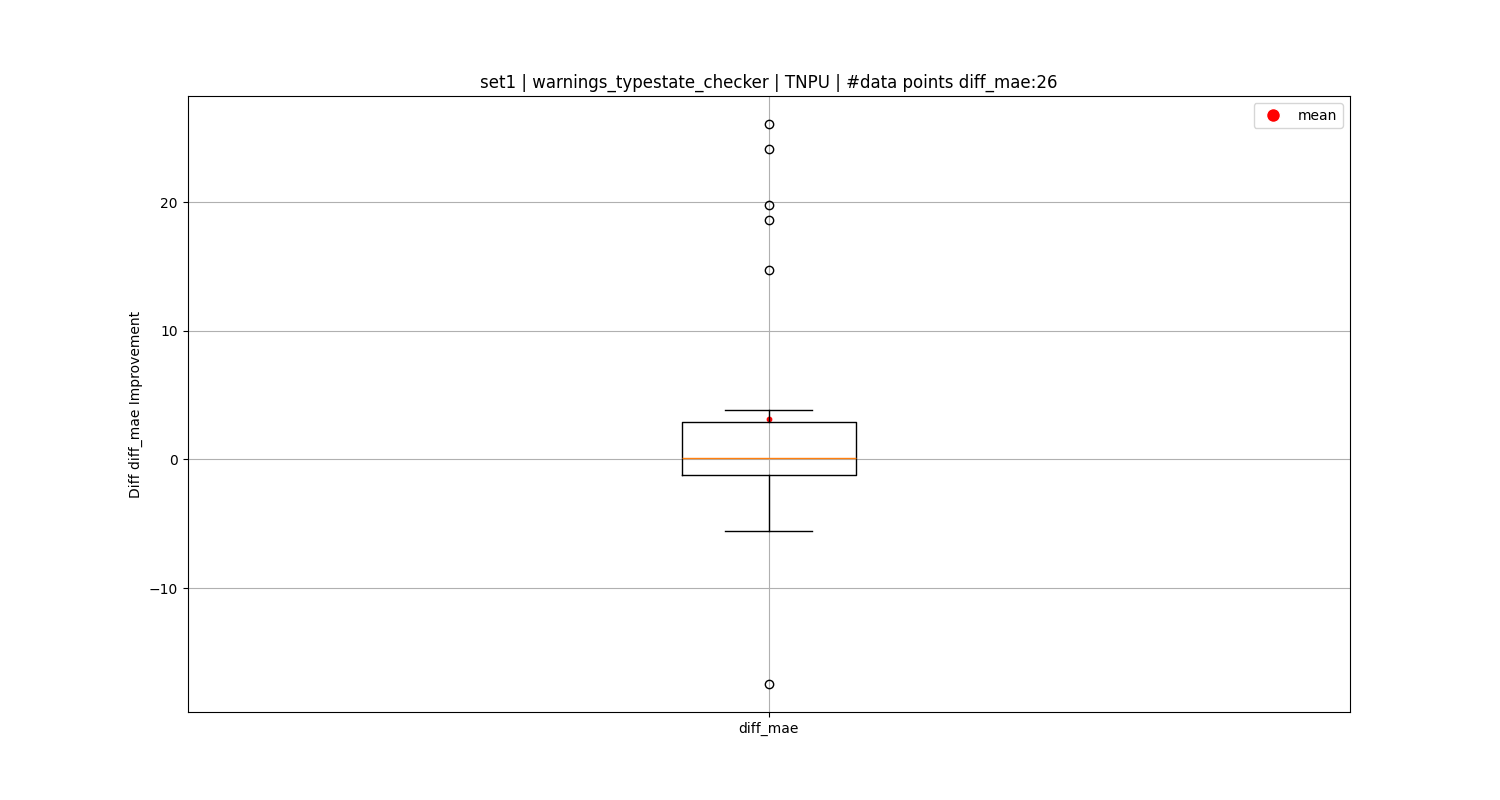 set1 | warnings_typestate_checker | TNPU | #data points diff_mae:26
mean
20
10
0
−10
Diff diff_mae Improvement
diff_mae